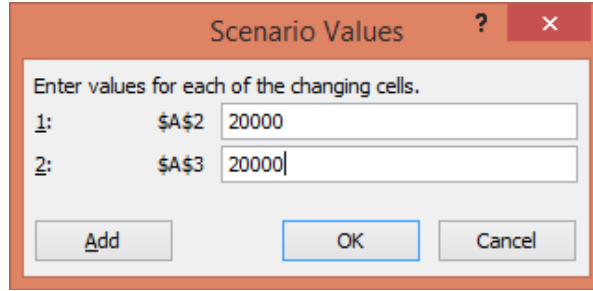 Scenario Values ? ×
Enter values for each of the changing cells.
1: $A$2 20000
2: $A$3 20000
Add OK Cancel